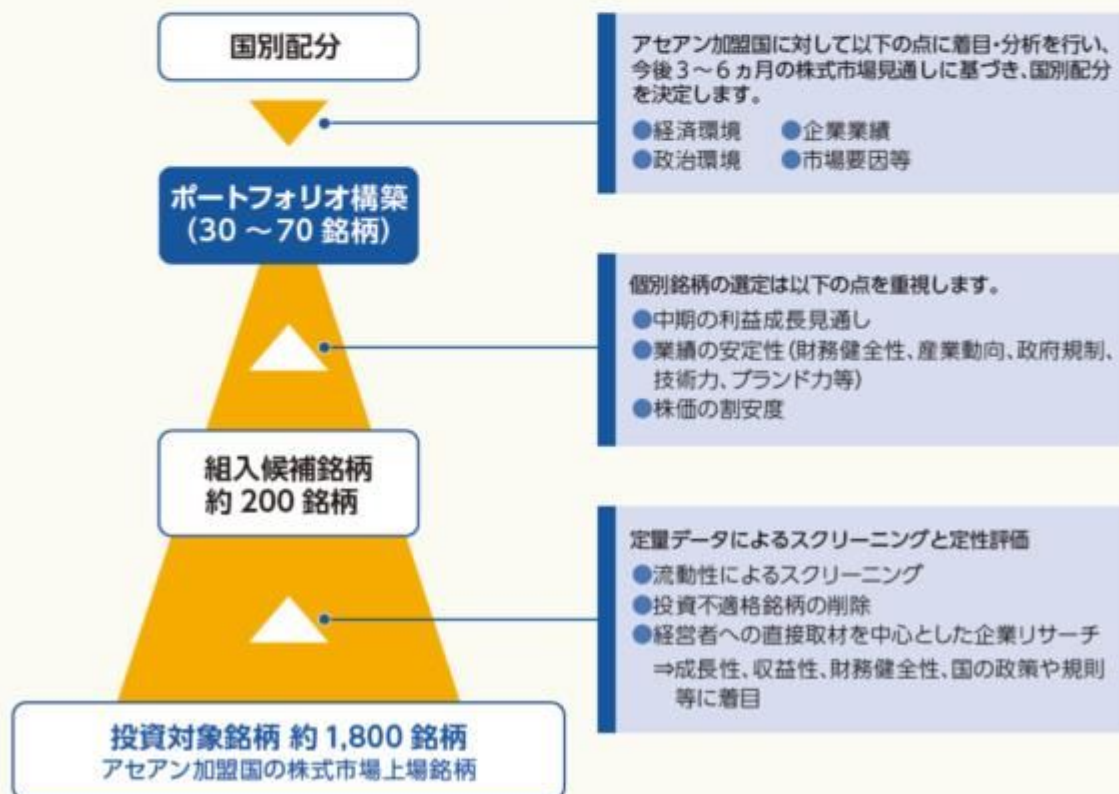 国別配分
アセアン加盟国に対して以下の点に着目・分析を行い、
今後3～6ヵ月の株式市場見通しに基づき、国別配分
を決定します。
●経済環境 ●企業業績
●政治環境 ●市場要因等
ポートフォリオ構築
(30～70 銘柄)
個別銘柄の選定は以下の点を重視します。
●中期の利益成長見通し
●業績の安定性(財務健全性、産業動向、政府規制、
技術力、ブランド力等)
●株価の割安度
組入候補銘柄
約 200 銘柄
定量データによるスクリーニングと定性評価
●流動性によるスクリーニング
●投資不適格銘柄の削除
●経営者への直接取材を中心とした企業リサーチ
⇒成長性、収益性、財務健全性、国の政策や規則
等に着目
投資対象銘柄 約 1,800 銘柄
アセアン加盟国の株式市場上場銘柄